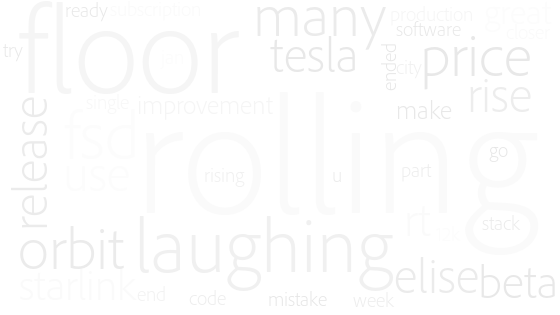 ready subscription many production great
try floor software closer
tesla ended city price
rise
single improvement make
release fsd rolling go
use rising u part
rt ui stack
orbit laughing
starlink elise beta
end code mistake week